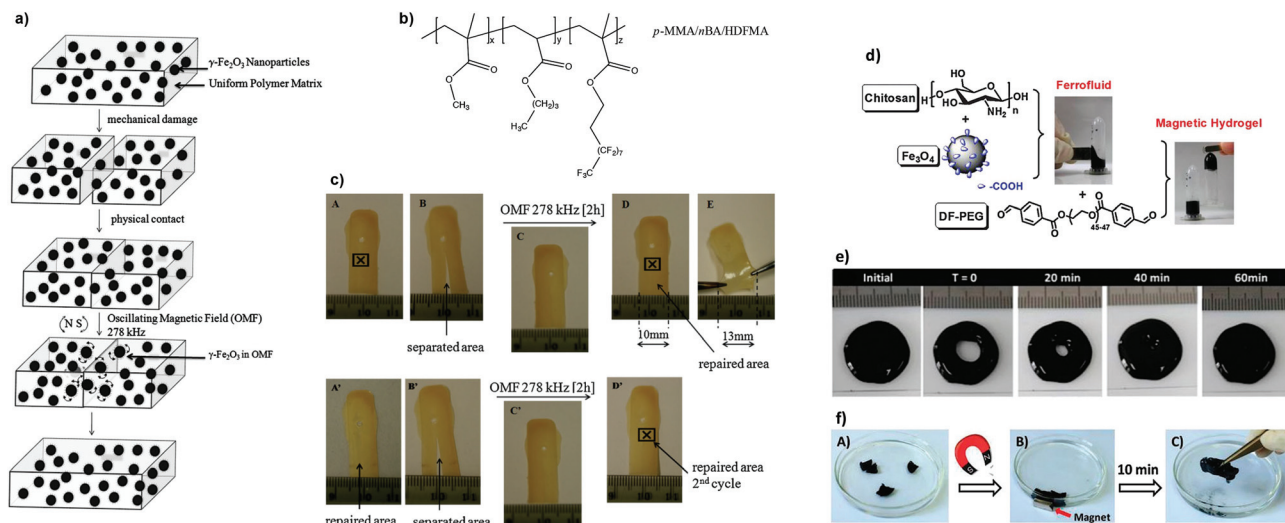 a)
γ-Fe2O3 Nanoparticles
Uniform Polymer Matrix
mechanical damage
physical contact
(N S)
Oscillating Magnetic Field (OMF)
278 kHz
γ-Fe2O3 in OMF
b)
[ ]x [ ]y [ ]z
p-MMA/nBA/HDFMA
O
O
CH3
O
O
(CH2)3
H3C
O
O
(CF2)7
F3C
c)
A
B
OMF 278 kHz [2h]
C
D
E
separated area
10mm
13mm
repaired area
A'
B'
OMF 278 kHz [2h]
C'
D'
repaired area
2nd cycle
repaired area
separated area
d)
Chitosan
H
HO
O
HO
NH2
O
n
OH
+
Fe3O4
-COOH
Ferrofluid
Magnetic Hydrogel
+
DF-PEG
O
O
O
O
45-47
O
O
e)
Initial
T = 0
20 min
40 min
60min
f)
A)
S
N
B)
Magnet
10 min
C)